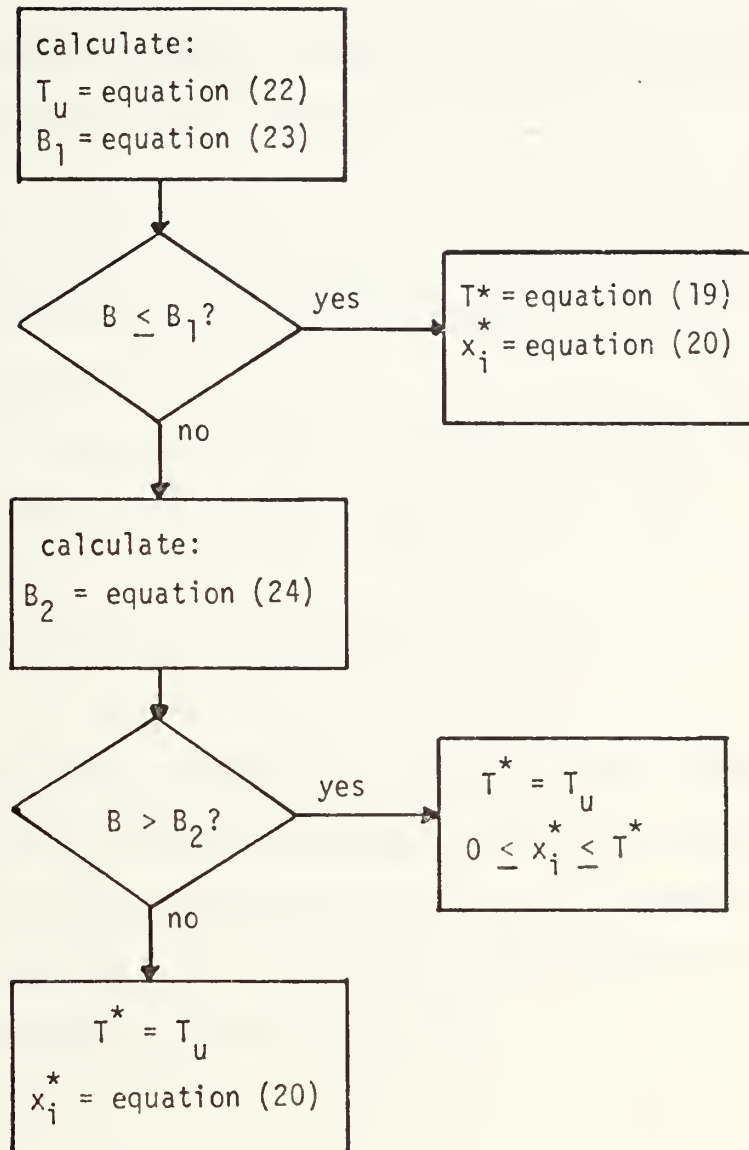 calculate:
T_u = equation (22)
B_1 = equation (23)
B ≤ B_1?
yes
T* = equation (19)
x_i^* = equation (20)
no
calculate:
B_2 = equation (24)
B > B_2?
yes
T^* = T_u
0 ≤ x_i^* ≤ T^*
no
T^* = T_u
x_i^* = equation (20)